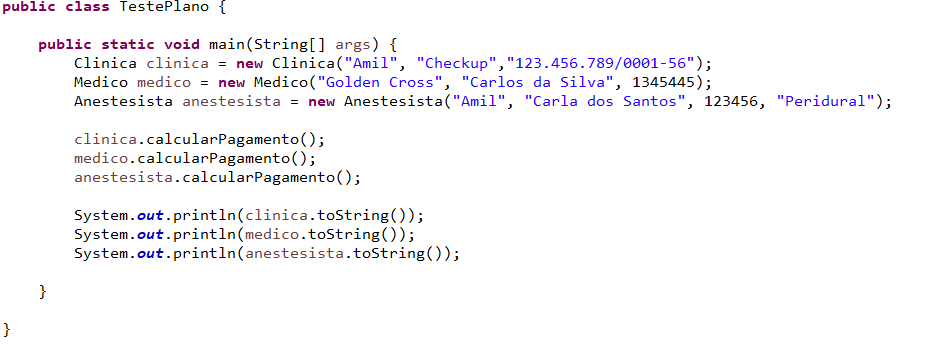 public class TestePlano {
public static void main(String[] args) {
Clinica clinica = new Clinica("Amil", "Checkup","123.456.789/0001-56");
Medico medico = new Medico("Golden Cross", "Carlos da Silva", 1345445);
Anestesista anestesista = new Anestesista("Amil", "Carla dos Santos", 123456, "Peridural");
clinica.calcularPagamento();
medico.calcularPagamento();
anestesista.calcularPagamento();
System.out.println(clinica.toString());
System.out.println(medico.toString());
System.out.println(anestesista.toString());
}
}